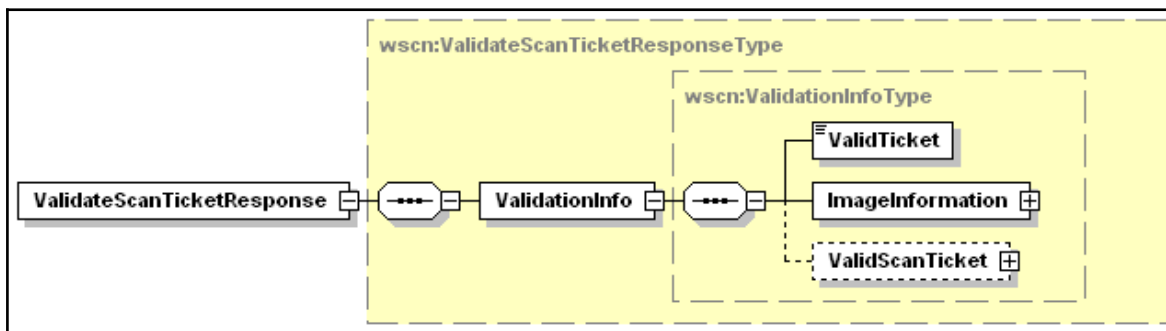 wscn:ValidateScanTicketResponseType
wscn:ValidationInfoType
ValidTicket
ValidateScanTicketResponse
ValidationInfo
ImageInformation
ValidScanTicket